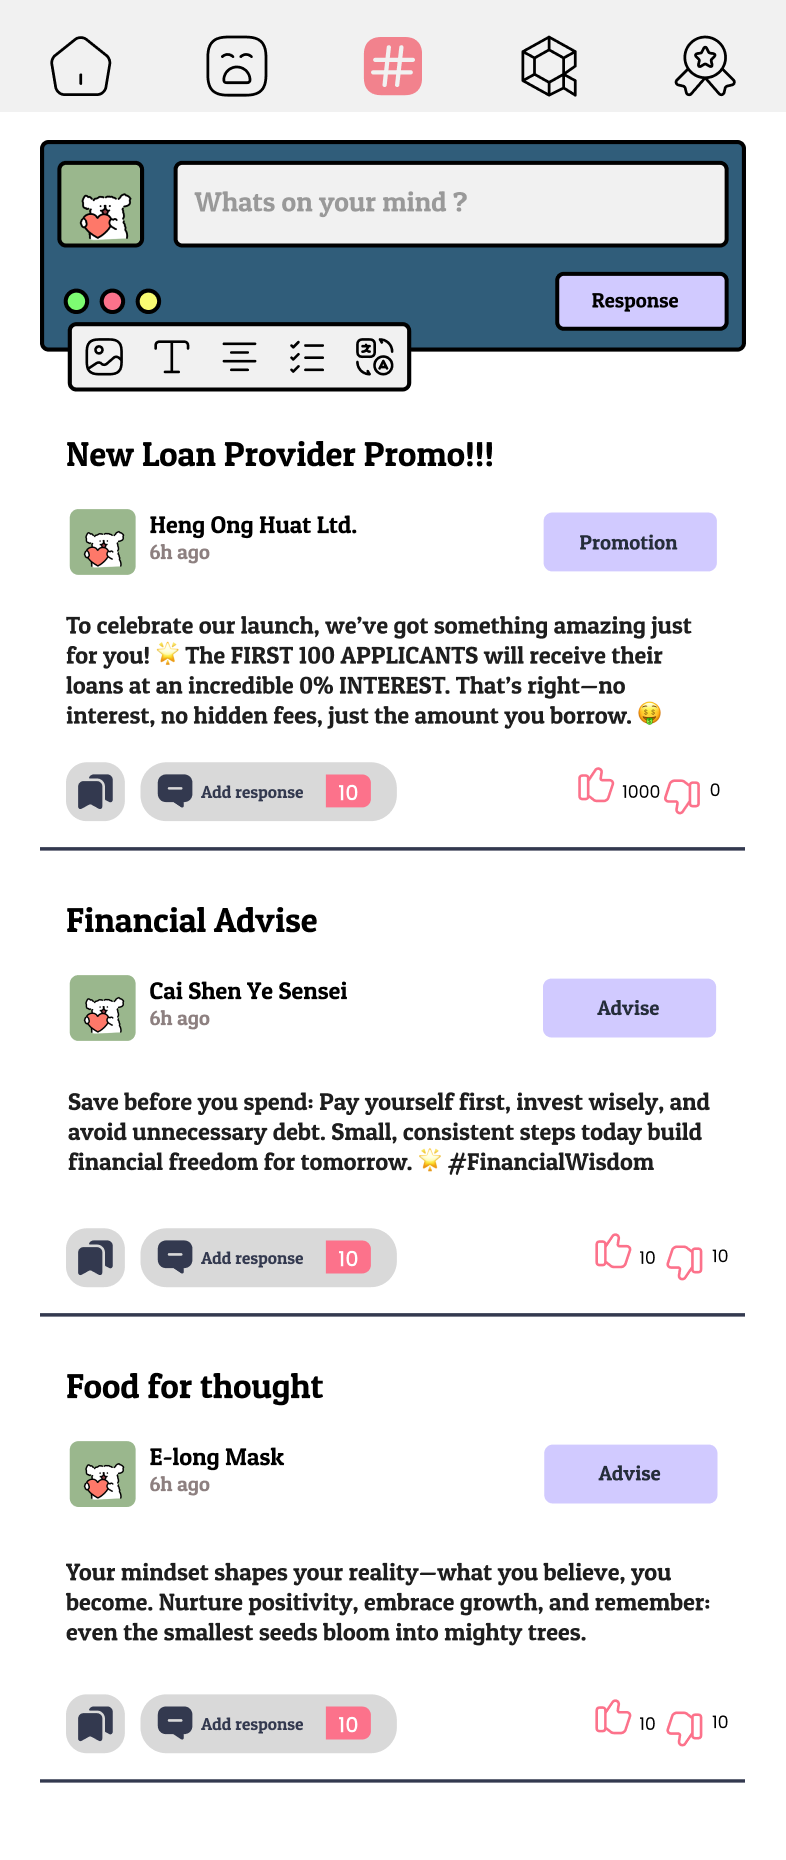 #
Whats on your mind ?
Response
New Loan Provider Promo!!!
Heng Ong Huat Ltd.
6h ago
Promotion
To celebrate our launch, we’ve got something amazing just
for you! 🌟 The FIRST 100 APPLICANTS will receive their
loans at an incredible 0% INTEREST. That’s right—no
interest, no hidden fees, just the amount you borrow. 🤑
Add response 10
1000 0
Financial Advise
Cai Shen Ye Sensei
6h ago
Advise
Save before you spend: Pay yourself first, invest wisely, and
avoid unnecessary debt. Small, consistent steps today build
financial freedom for tomorrow. 🌟 #FinancialWisdom
Add response 10
10 10
Food for thought
E-long Mask
6h ago
Advise
Your mindset shapes your reality—what you believe, you
become. Nurture positivity, embrace growth, and remember:
even the smallest seeds bloom into mighty trees.
Add response 10
10 10